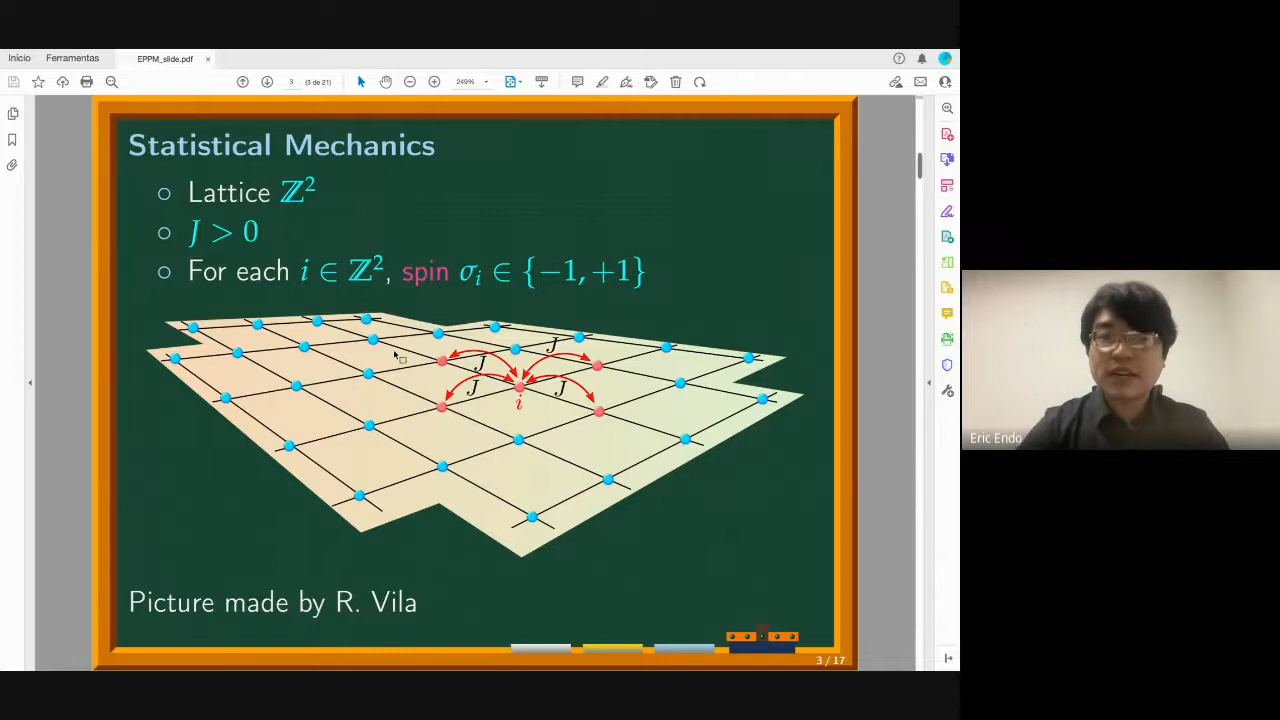 Início Ferramentas EPPM_slide.pdf ×
3 (3 de 21) 249%
Statistical Mechanics
○ Lattice ℤ²
○ J > 0
○ For each i ∈ ℤ², spin σᵢ ∈ {−1, +1}
J J
J J
i
Picture made by R. Vila
3 / 17
Eric Endo